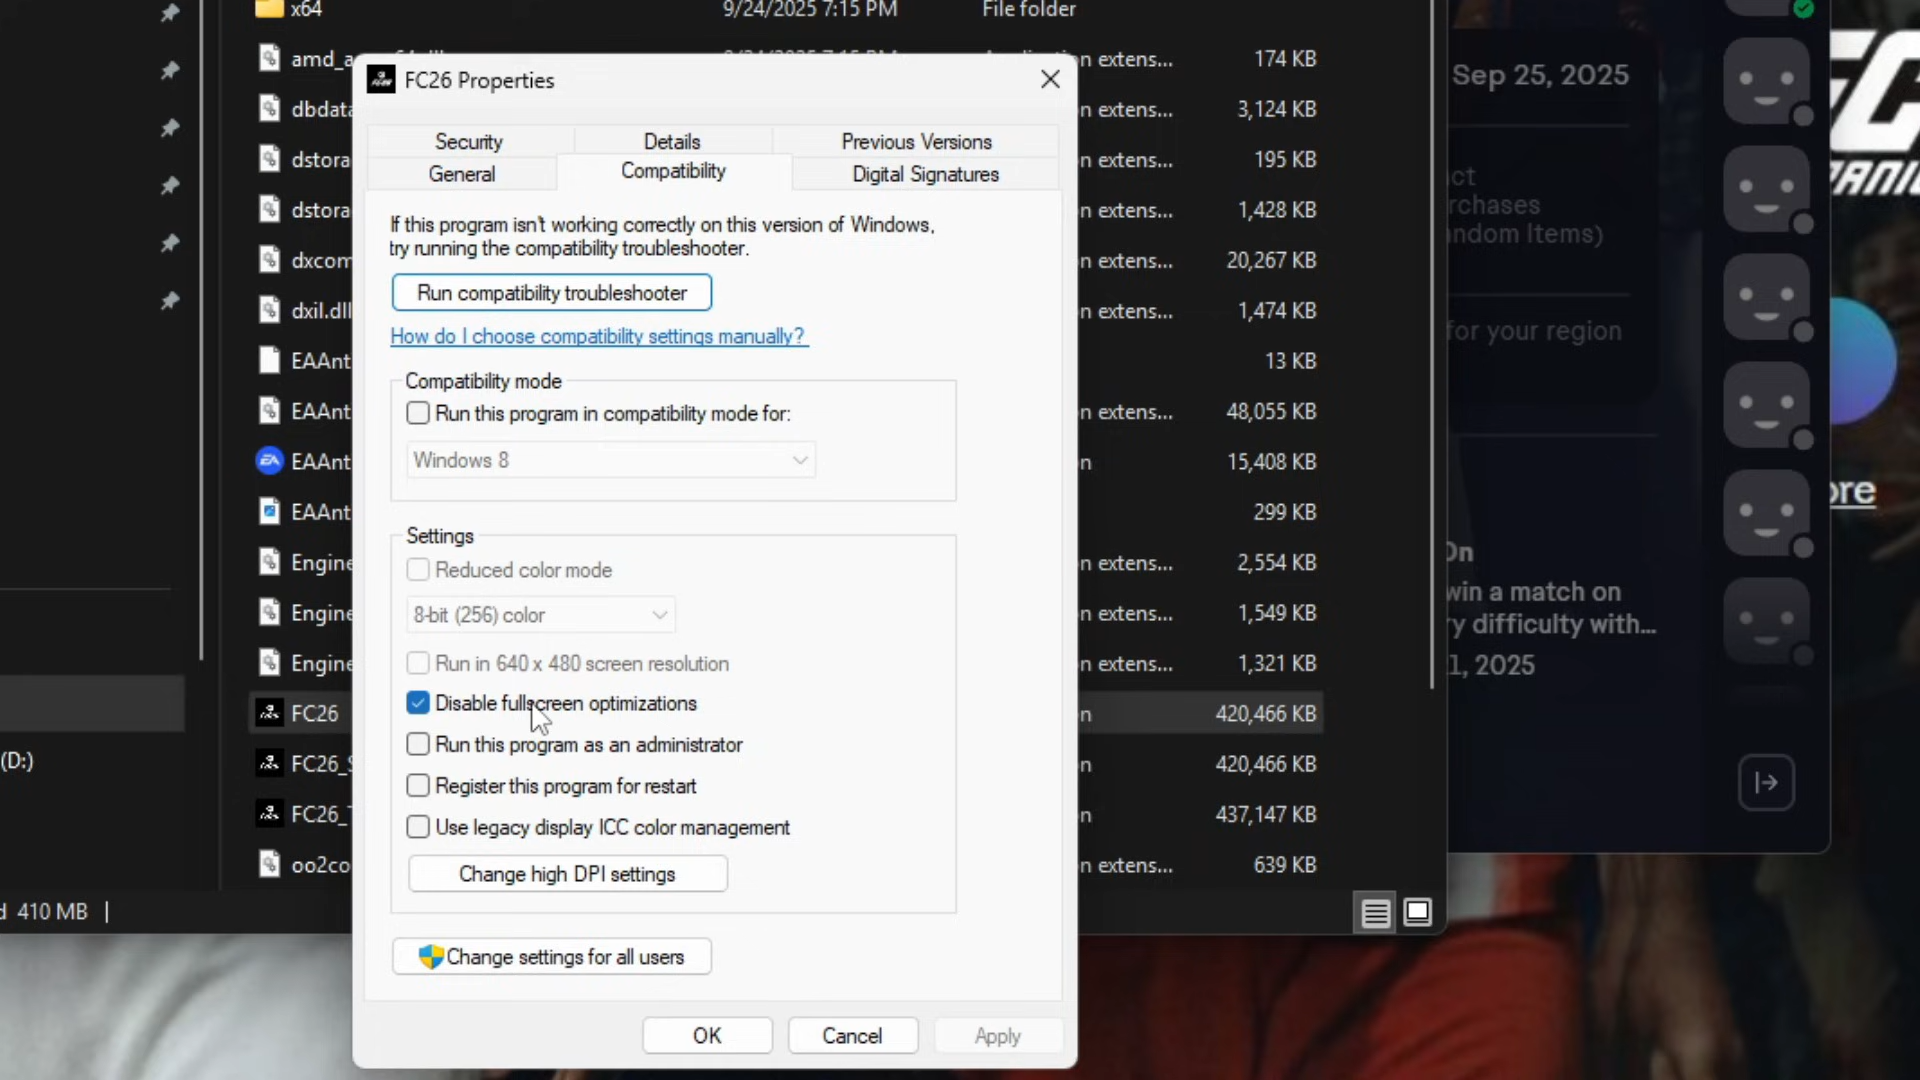 x64 9/24/2025 7:15 PM File folder
amd_a n extens... 174 KB
FC26 Properties
Sep 25, 2025
dbdata n extens... 3,124 KB
Security Details Previous Versions
General Compatibility Digital Signatures
dstora n extens... 195 KB
If this program isn't working correctly on this version of Windows,
try running the compatibility troubleshooter.
dstora n extens... 1,428 KB
dxcom n extens... 20,267 KB
Run compatibility troubleshooter
dxil.dll n extens... 1,474 KB
How do I choose compatibility settings manually?
EAAnt 13 KB
Compatibility mode
Run this program in compatibility mode for:
EAAnt n extens... 48,055 KB
Windows 8
EAAnt n 15,408 KB
EAAnt 299 KB
Settings
Engine n extens... 2,554 KB
Reduced color mode
8-bit (256) color
Engine n extens... 1,549 KB
Run in 640 x 480 screen resolution
Engine n extens... 1,321 KB
Disable fullscreen optimizations
FC26 n 420,466 KB
Run this program as an administrator
FC26_S n 420,466 KB
Register this program for restart
FC26_T n 437,147 KB
Use legacy display ICC color management
oo2co n extens... 639 KB
Change high DPI settings
Change settings for all users
OK Cancel Apply
(D:)
d 410 MB
ct
rchases
ndom Items)
for your region
ore
On
win a match on
y difficulty with...
1, 2025